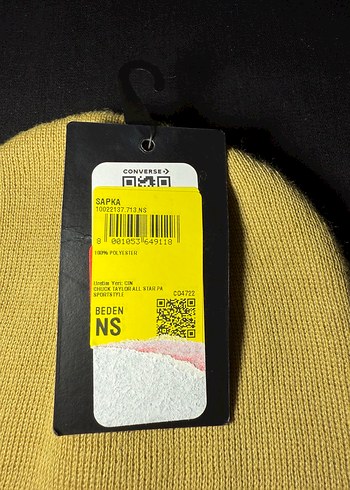 CONVERSE
SAPKA
10022137.713.NS
8 001053 649118
100% POLYESTER
Üretim Yeri: CIN
CHUCK TAYLOR ALL STAR PA
SPORTSTYLE
CO4722
BEDEN
NS